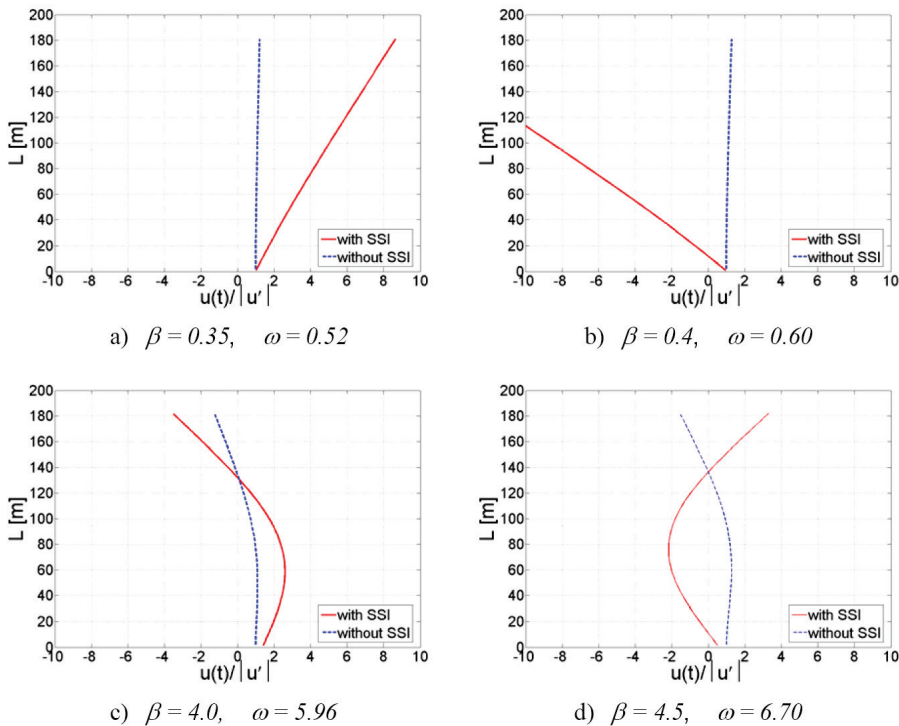 200
180
160
140
120
100
80
60
40
20
0
L [m]
-10 -8 -6 -4 -2 0 2 4 6 8 10
u(t)/|u'|
with SSI
without SSI
a) β = 0.35, ω = 0.52
200
180
160
140
120
100
80
60
40
20
0
L [m]
-10 -8 -6 -4 -2 0 2 4 6 8 10
u(t)/|u'|
with SSI
without SSI
b) β = 0.4, ω = 0.60
200
180
160
140
120
100
80
60
40
20
0
L [m]
-10 -8 -6 -4 -2 0 2 4 6 8 10
u(t)/|u'|
with SSI
without SSI
c) β = 4.0, ω = 5.96
200
180
160
140
120
100
80
60
40
20
0
L [m]
-10 -8 -6 -4 -2 0 2 4 6 8 10
u(t)/|u'|
with SSI
without SSI
d) β = 4.5, ω = 6.70